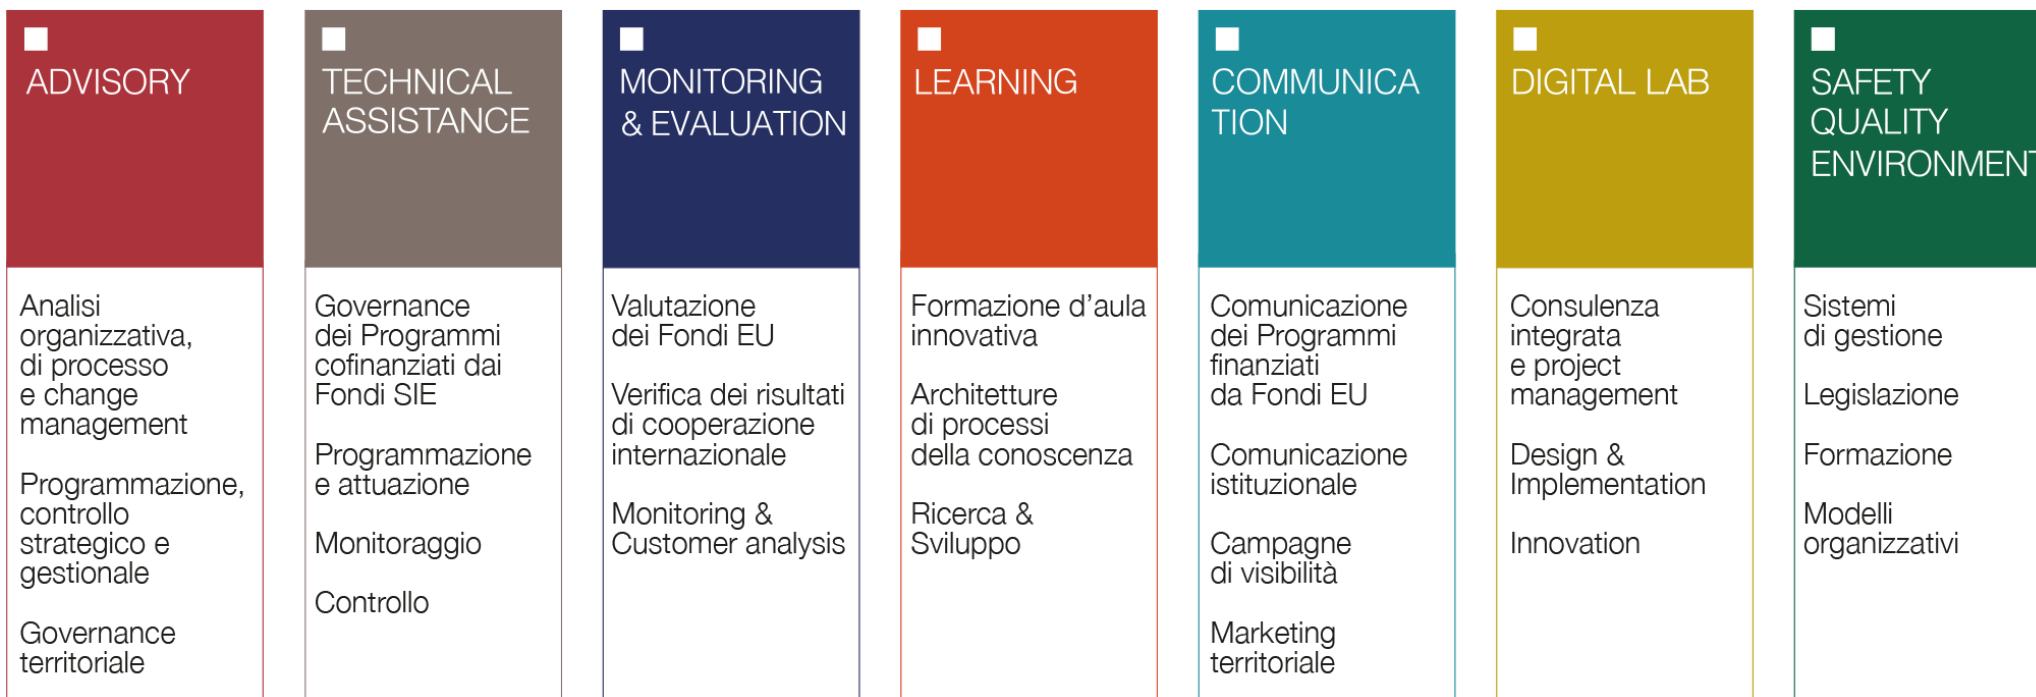 ADVISORY
Analisi
organizzativa,
di processo
e change
management
Programmazione,
controllo
strategico e
gestionale
Governance
territoriale
TECHNICAL
ASSISTANCE
Governance
dei Programmi
cofinanziati dai
Fondi SIE
Programmazione
e attuazione
Monitoraggio
Controllo
MONITORING
& EVALUATION
Valutazione
dei Fondi EU
Verifica dei risultati
di cooperazione
internazionale
Monitoring &
Customer analysis
LEARNING
Formazione d’aula
innovativa
Architetture
di processi
della conoscenza
Ricerca &
Sviluppo
COMMUNICA
TION
Comunicazione
dei Programmi
finanziati
da Fondi EU
Comunicazione
istituzionale
Campagne
di visibilità
Marketing
territoriale
DIGITAL LAB
Consulenza
integrata
e project
management
Design &
Implementation
Innovation
SAFETY
QUALITY
ENVIRONMENT
Sistemi
di gestione
Legislazione
Formazione
Modelli
organizzativi